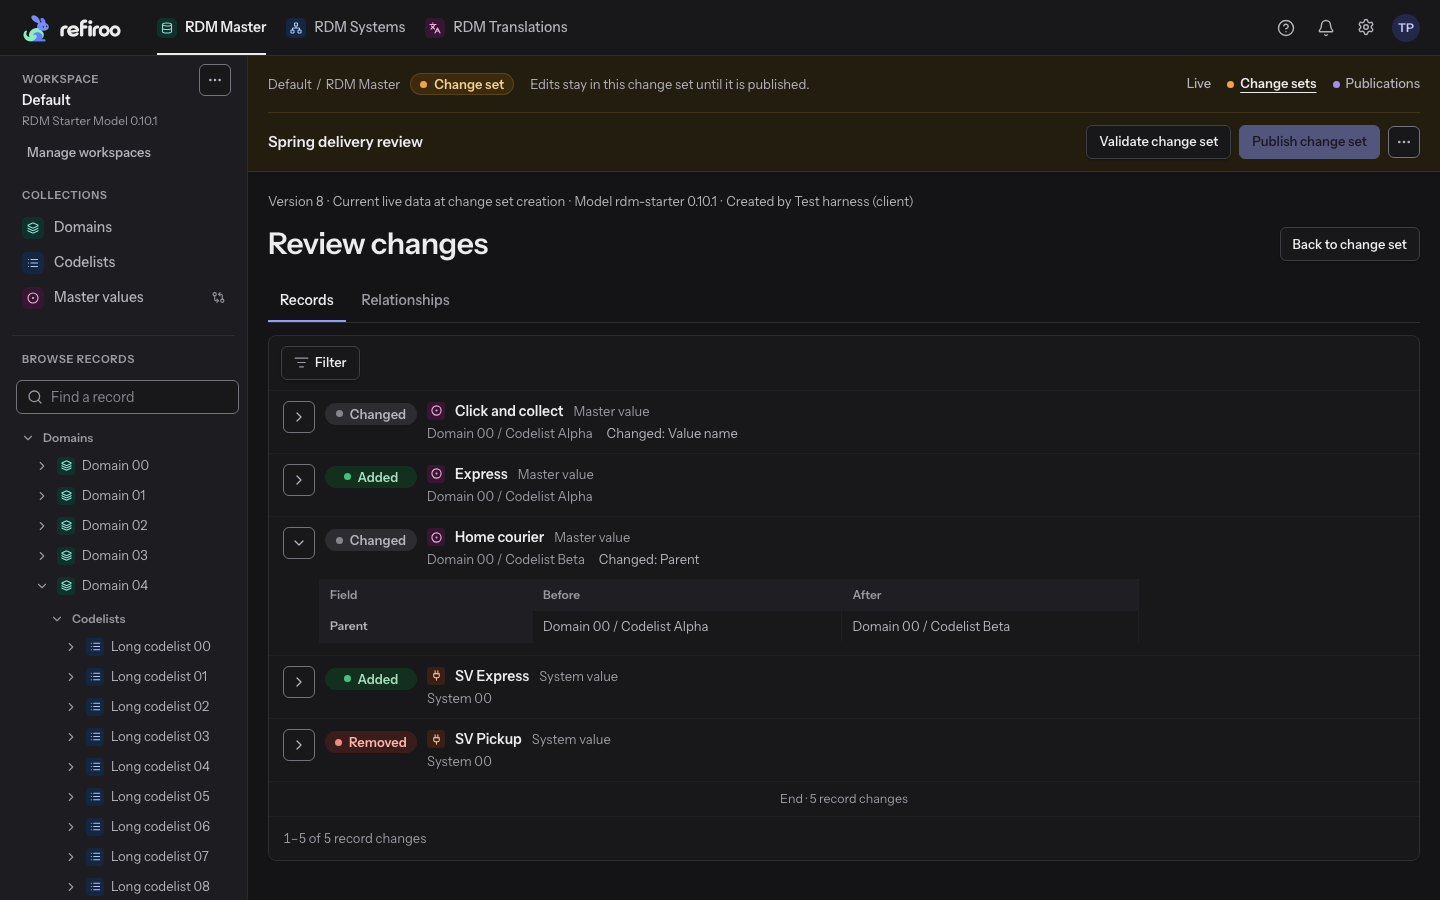 refiroo
RDM Master
RDM Systems
RDM Translations
TP
WORKSPACE
Default
RDM Starter Model 0.10.1
Manage workspaces
COLLECTIONS
Domains
Codelists
Master values
BROWSE RECORDS
Find a record
Domains
Domain 00
Domain 01
Domain 02
Domain 03
Domain 04
Codelists
Long codelist 00
Long codelist 01
Long codelist 02
Long codelist 03
Long codelist 04
Long codelist 05
Long codelist 06
Long codelist 07
Long codelist 08
Default / RDM Master Change set Edits stay in this change set until it is published.
Live Change sets Publications
Spring delivery review
Validate change set Publish change set
Version 8 · Current live data at change set creation · Model rdm-starter 0.10.1 · Created by Test harness (client)
Review changes
Back to change set
Records Relationships
Filter
Changed Click and collect Master value
Domain 00 / Codelist Alpha Changed: Value name
Added Express Master value
Domain 00 / Codelist Alpha
Changed Home courier Master value
Domain 00 / Codelist Beta Changed: Parent
Field Before After
Parent Domain 00 / Codelist Alpha Domain 00 / Codelist Beta
Added SV Express System value
System 00
Removed SV Pickup System value
System 00
End · 5 record changes
1–5 of 5 record changes